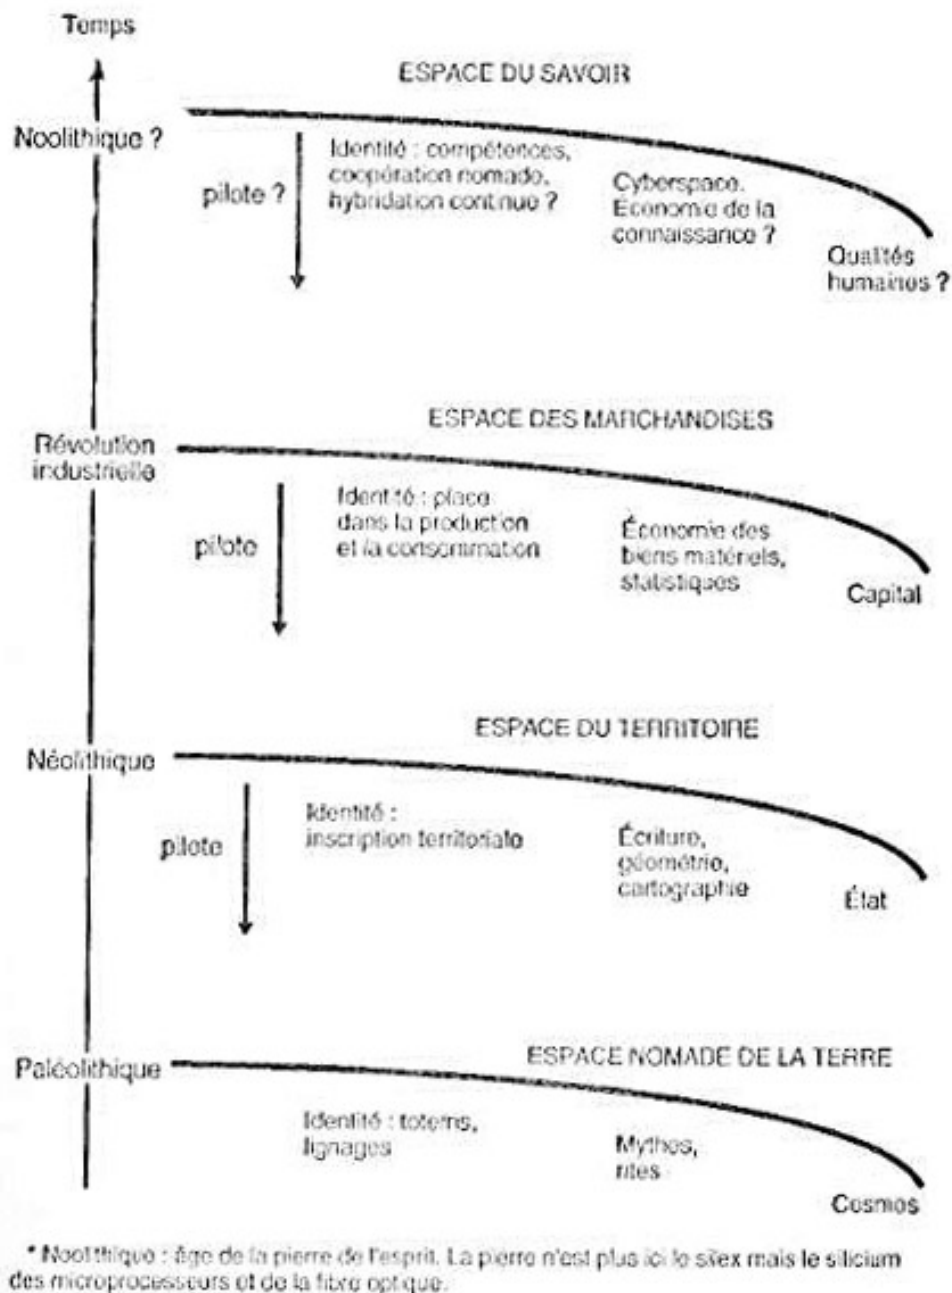 Temps
ESPACE DU SAVOIR
Noolithique ?
pilote ?
Identité : compétences,
coopération nomade,
hybridation continue ?
Cyberspace.
Économie de la
connaissance ?
Qualités
humaines ?
ESPACE DES MARCHANDISES
Révolution
industrielle
pilote
Identité : place
dans la production
et la consommation
Économie des
biens matériels,
statistiques
Capital
ESPACE DU TERRITOIRE
Néolithique
pilote
Identité :
inscription territoriale
Écriture,
géométrie,
cartographie
État
ESPACE NOMADE DE LA TERRE
Paléolithique
Identité : totems,
lignages
Mythes,
rites
Cosmos
* Noolithique : âge de la pierre de l'esprit. La pierre n'est plus ici le silex mais le silicium
des microprocesseurs et de la fibre optique.